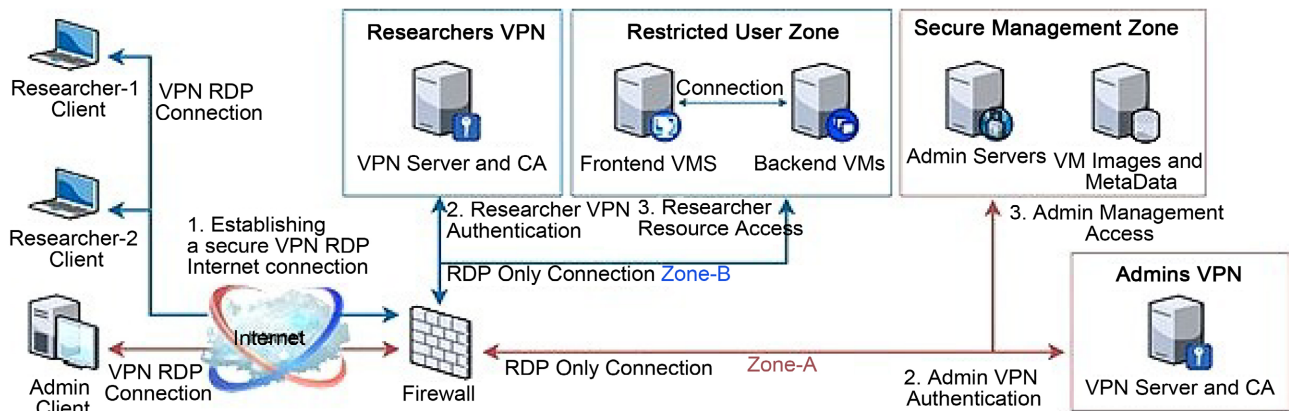 Researchers VPN
VPN Server and CA
Restricted User Zone
Connection
Frontend VMS
Backend VMs
Secure Management Zone
Admin Servers
VM Images and
MetaData
Researcher-1
Client
VPN RDP
Connection
Researcher-2
Client
1. Establishing
a secure VPN RDP
Internet connection
2. Researcher VPN
Authentication
3. Researcher
Resource Access
RDP Only Connection Zone-B
3. Admin Management
Access
Admins VPN
VPN Server and CA
Internet
Admin
Client
VPN RDP
Connection
Firewall
RDP Only Connection
Zone-A
2. Admin VPN
Authentication